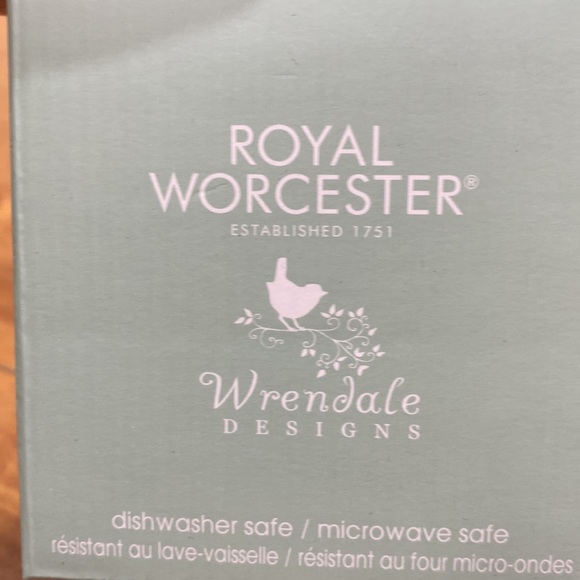 ROYAL
WORCESTER®
ESTABLISHED 1751
Wrendale
DESIGNS
dishwasher safe / microwave safe
résistant au lave-vaisselle / résistant au four micro-ondes